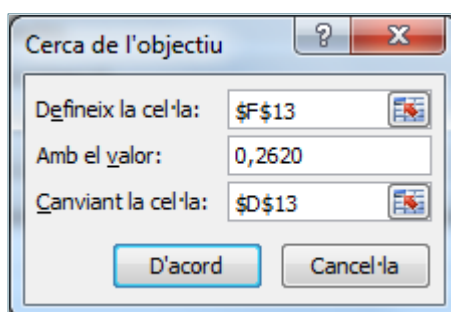 Cerca de l'objectiu
Defineix la cel·la: $F$13
Amb el valor: 0,2620
Canviant la cel·la: $D$13
D'acord Cancel·la